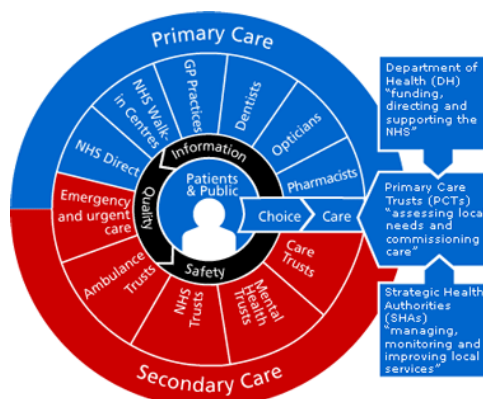 Primary Care
NHS Direct
NHS Walk-
in Centres
GP Practices
Dentists
Opticians
Pharmacists
Information
Quality
Safety
Patients
& Public
Choice
Care
Emergency
and urgent
care
Ambulance
Trusts
NHS
Trusts
Mental
Health
Trusts
Care
Trusts
Secondary Care
Department of
Health (DH)
"funding,
directing and
supporting the
NHS"
Primary Care
Trusts (PCTs)
"assessing local
needs and
commissioning
care"
Strategic Health
Authorities
(SHAs)
"managing,
monitoring and
improving local
services"